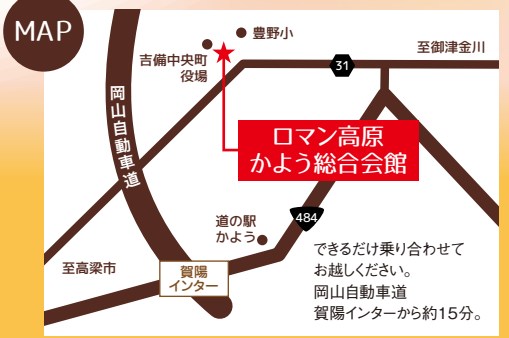 MAP
豊野小
吉備中央町
役場
至御津金川
31
岡山自動車道
ロマン高原
かよう総合会館
484
道の駅
かよう
至高梁市
賀陽
インター
できるだけ乗り合わせて
お越しください。
岡山自動車道
賀陽インターから約15分。